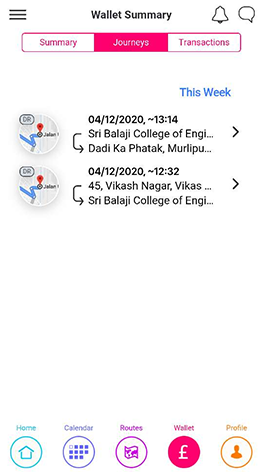 Wallet Summary
Summary
Journeys
Transactions
This Week
DR
Jalan
04/12/2020, ~13:14
Sri Balaji College of Engi...
Dadi Ka Phatak, Murlipu...
DR
Jalan
04/12/2020, ~12:32
45, Vikash Nagar, Vikas ...
Sri Balaji College of Engi...
Home Calendar Routes Wallet Profile
£